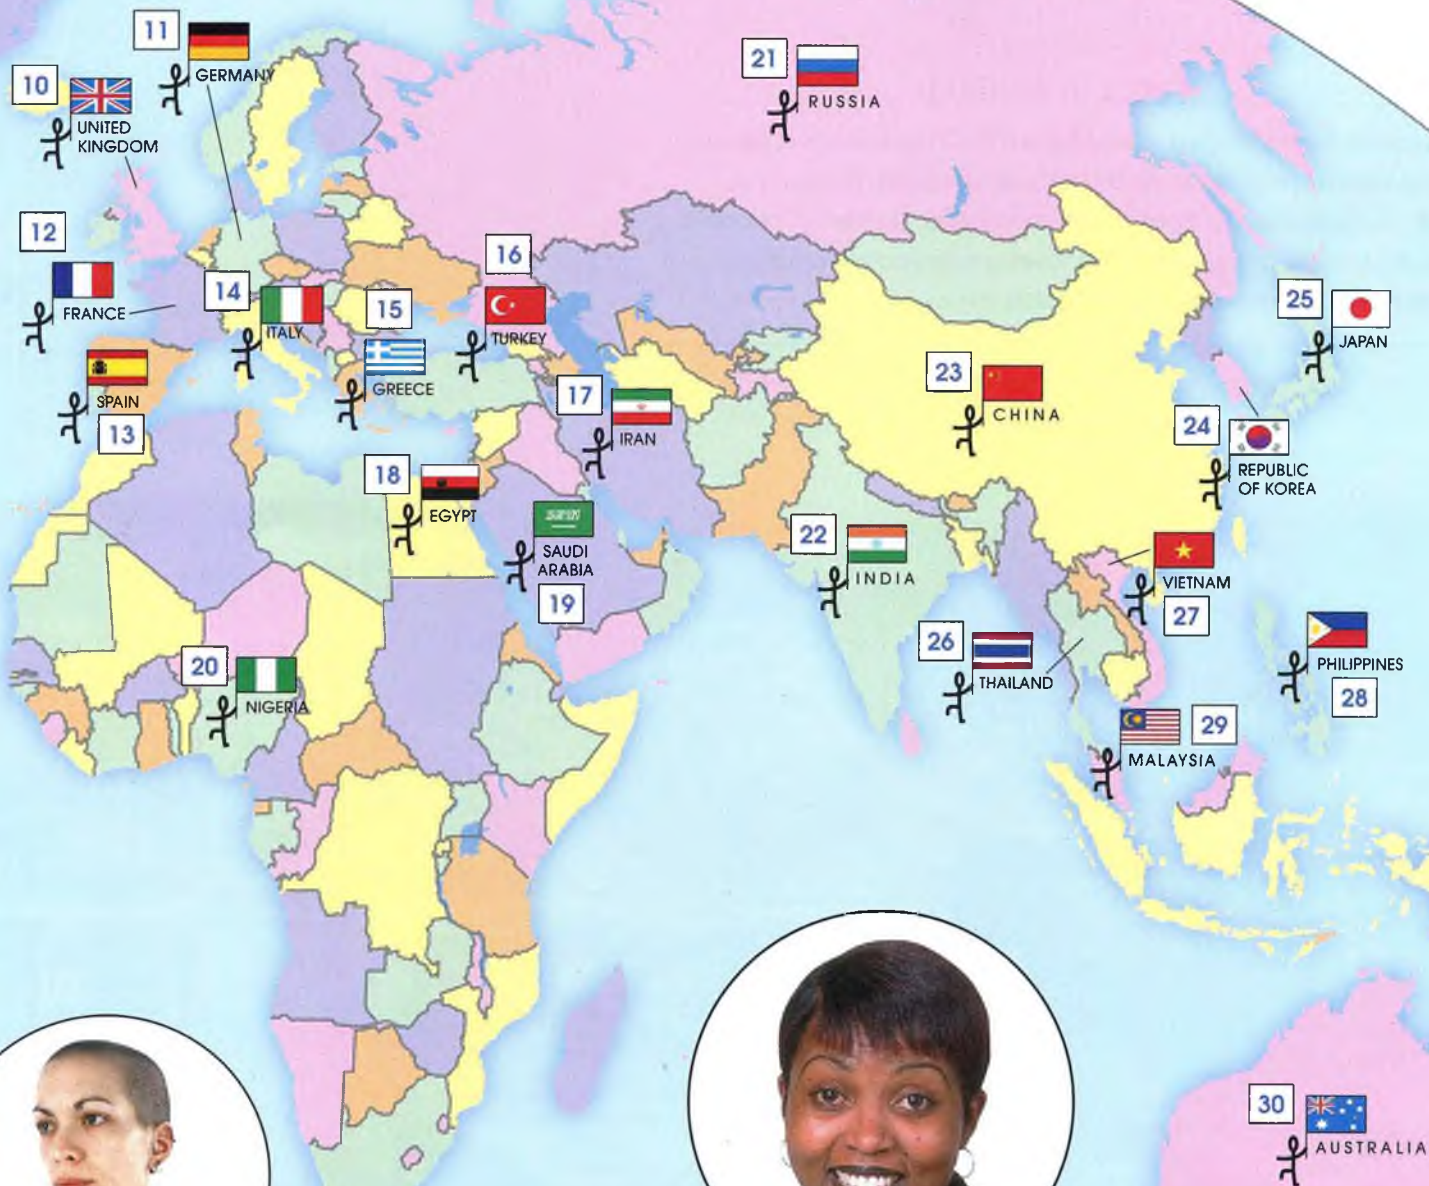 11
GERMANY
10
UNITED
KINGDOM
12
FRANCE
14
ITALY
15
GREECE
16
TURKEY
SPAIN
13
17
IRAN
18
EGYPT
SAUDI
ARABIA
19
20
NIGERIA
21
RUSSIA
22
INDIA
23
CHINA
24
REPUBLIC
OF KOREA
25
JAPAN
26
THAILAND
VIETNAM
27
PHILIPPINES
28
29
MALAYSIA
30
AUSTRALIA